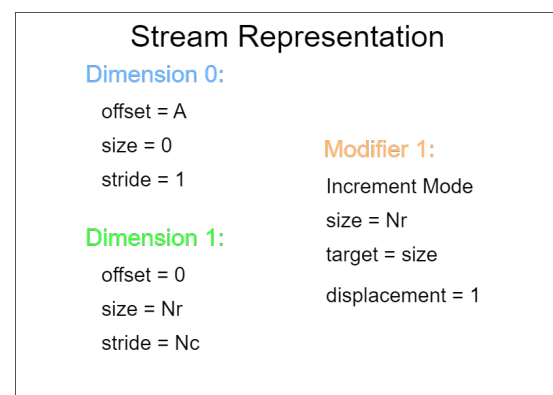 Stream Representation
Dimension 0:
offset = A
size = 0
stride = 1
Dimension 1:
offset = 0
size = Nr
stride = Nc
Modifier 1:
Increment Mode
size = Nr
target = size
displacement = 1